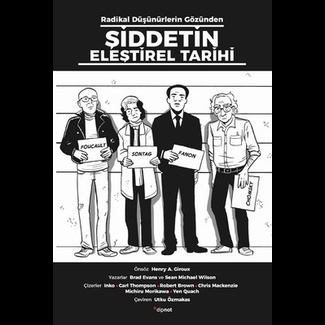 Radikal Düşünürlerin Gözünden
ŞİDDETİN
ELEŞTİREL TARİHİ
FOUCAULT
SONTAG
FANON
CHOMSKY
Önsöz: Henry A. Giroux
Yazarlar: Brad Evans ve Sean Michael Wilson
Çizerler: Inko · Carl Thompson · Robert Brown · Chris Mackenzie
Michiru Morikawa · Yen Quach
Çeviren: Utku Özmakas
dipnot